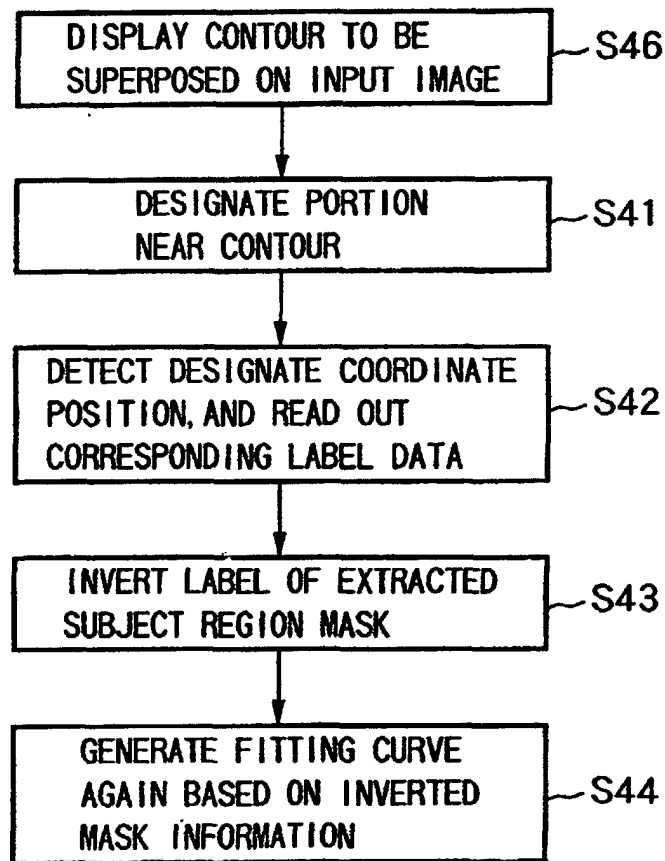 DISPLAY CONTOUR TO BE
SUPERPOSED ON INPUT IMAGE
S46
DESIGNATE PORTION
NEAR CONTOUR
S41
DETECT DESIGNATE COORDINATE
POSITION, AND READ OUT
CORRESPONDING LABEL DATA
S42
INVERT LABEL OF EXTRACTED
SUBJECT REGION MASK
S43
GENERATE FITTING CURVE
AGAIN BASED ON INVERTED
MASK INFORMATION
S44